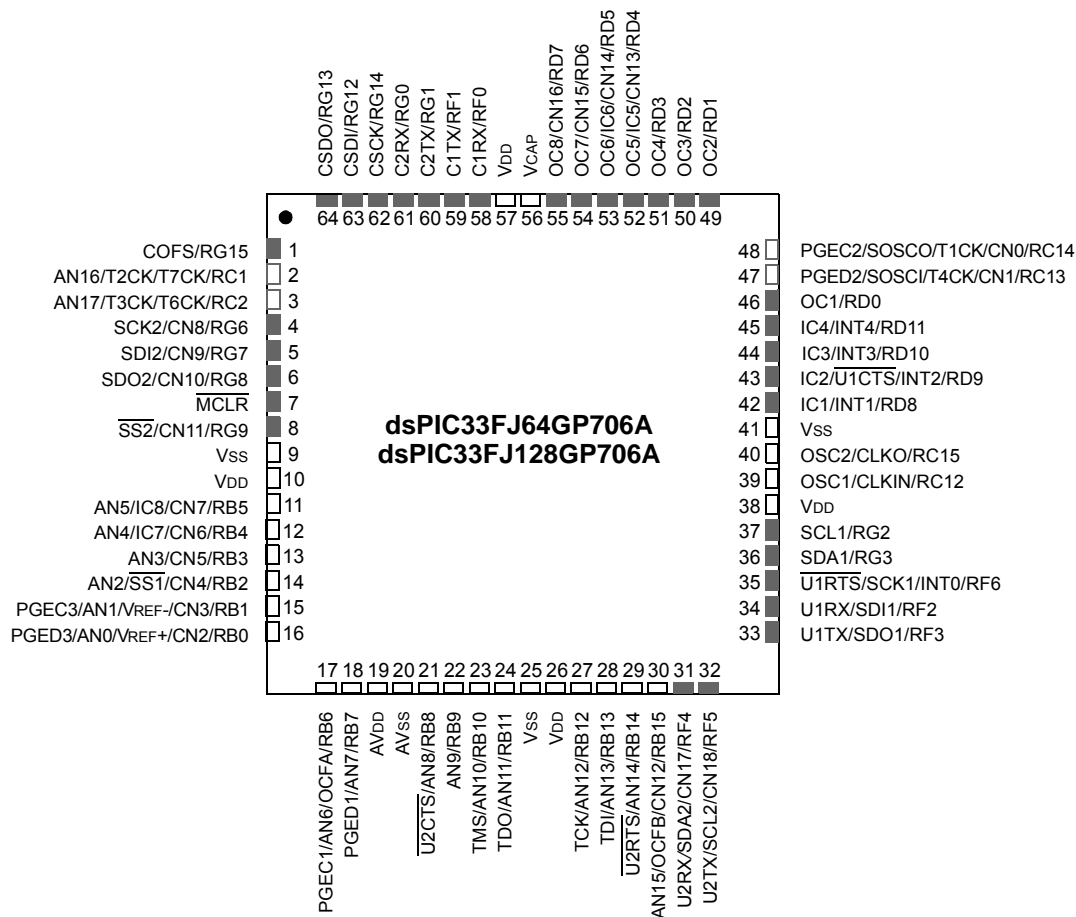 CSDO/RG13
CSDI/RG12
CSCK/RG14
C2RX/RG0
C2TX/RG1
C1TX/RF1
C1RX/RF0
VDD
VCAP
OC8/CN16/RD7
OC7/CN15/RD6
OC6/IC6/CN14/RD5
OC5/IC5/CN13/RD4
OC4/RD3
OC3/RD2
OC2/RD1
64 63 62 61 60 59 58 57 56 55 54 53 52 51 50 49
COFS/RG15 1
AN16/T2CK/T7CK/RC1 2
AN17/T3CK/T6CK/RC2 3
SCK2/CN8/RG6 4
SDI2/CN9/RG7 5
SDO2/CN10/RG8 6
MCLR 7
SS2/CN11/RG9 8
VSS 9
VDD 10
AN5/IC8/CN7/RB5 11
AN4/IC7/CN6/RB4 12
AN3/CN5/RB3 13
AN2/SS1/CN4/RB2 14
PGEC3/AN1/VREF-/CN3/RB1 15
PGED3/AN0/VREF+/CN2/RB0 16
dsPIC33FJ64GP706A
dsPIC33FJ128GP706A
48 PGEC2/SOSCO/T1CK/CN0/RC14
47 PGED2/SOSCI/T4CK/CN1/RC13
46 OC1/RD0
45 IC4/INT4/RD11
44 IC3/INT3/RD10
43 IC2/U1CTS/INT2/RD9
42 IC1/INT1/RD8
41 VSS
40 OSC2/CLKO/RC15
39 OSC1/CLKIN/RC12
38 VDD
37 SCL1/RG2
36 SDA1/RG3
35 U1RTS/SCK1/INT0/RF6
34 U1RX/SDI1/RF2
33 U1TX/SDO1/RF3
17 18 19 20 21 22 23 24 25 26 27 28 29 30 31 32
PGEC1/AN6/OCFA/RB6
PGED1/AN7/RB7
AVDD
AVSS
U2CTS/AN8/RB8
AN9/RB9
TMS/AN10/RB10
TDO/AN11/RB11
VSS
VDD
TCK/AN12/RB12
TDI/AN13/RB13
U2RTS/AN14/RB14
AN15/OCFB/CN12/RB15
U2RX/SDA2/CN17/RF4
U2TX/SCL2/CN18/RF5